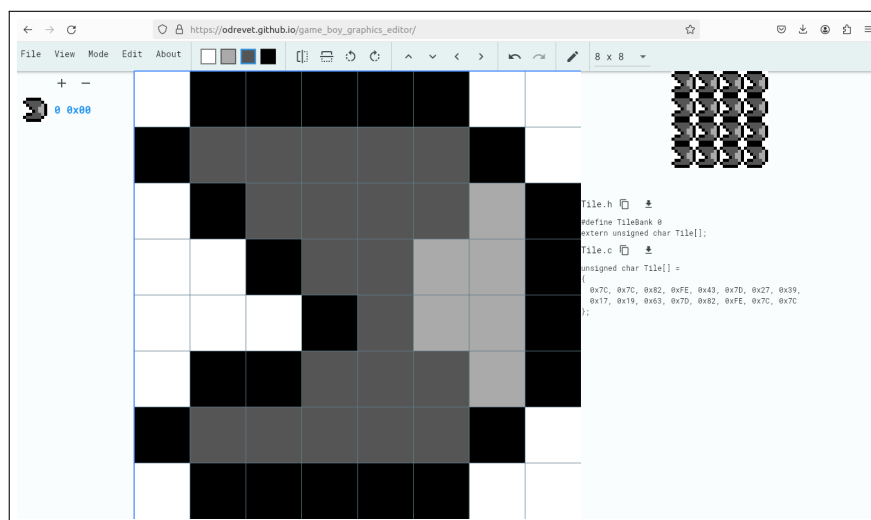 https://odrevet.github.io/game_boy_graphics_editor/
File View Mode Edit About 8 x 8
0 0x00
Tile.h
#define TileBank 0
extern unsigned char Tile[];
Tile.c
unsigned char Tile[] =
{
0x7C, 0x7C, 0x82, 0xFE, 0x43, 0x7D, 0x27, 0x39,
0x17, 0x19, 0x63, 0x7D, 0x82, 0xFE, 0x7C, 0x7C
};